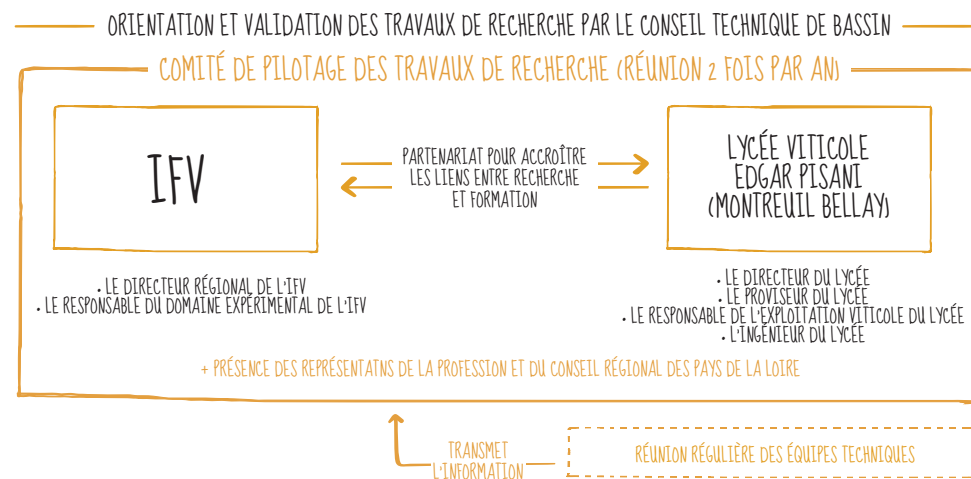 ORIENTATION ET VALIDATION DES TRAVAUX DE RECHERCHE PAR LE CONSEIL TECHNIQUE DE BASSIN
COMITÉ DE PILOTAGE DES TRAVAUX DE RECHERCHE (RÉUNION 2 FOIS PAR AN)
IFV
PARTENARIAT POUR ACCROÎTRE
LES LIENS ENTRE RECHERCHE
ET FORMATION
LYCÉE VITICOLE
EDGAR PISANI
(MONTREUIL BELLAY)
• LE DIRECTEUR RÉGIONAL DE L'IFV
• LE RESPONSABLE DU DOMAINE EXPÉRIMENTAL DE L'IFV
• LE DIRECTEUR DU LYCÉE
• LE PROVISEUR DU LYCÉE
• LE RESPONSABLE DE L'EXPLOITATION VITICOLE DU LYCÉE
• L'INGÉNIEUR DU LYCÉE
+ PRÉSENCE DES REPRÉSENTATNS DE LA PROFESSION ET DU CONSEIL RÉGIONAL DES PAYS DE LA LOIRE
TRANSMET
L'INFORMATION
RÉUNION RÉGULIÈRE DES ÉQUIPES TECHNIQUES